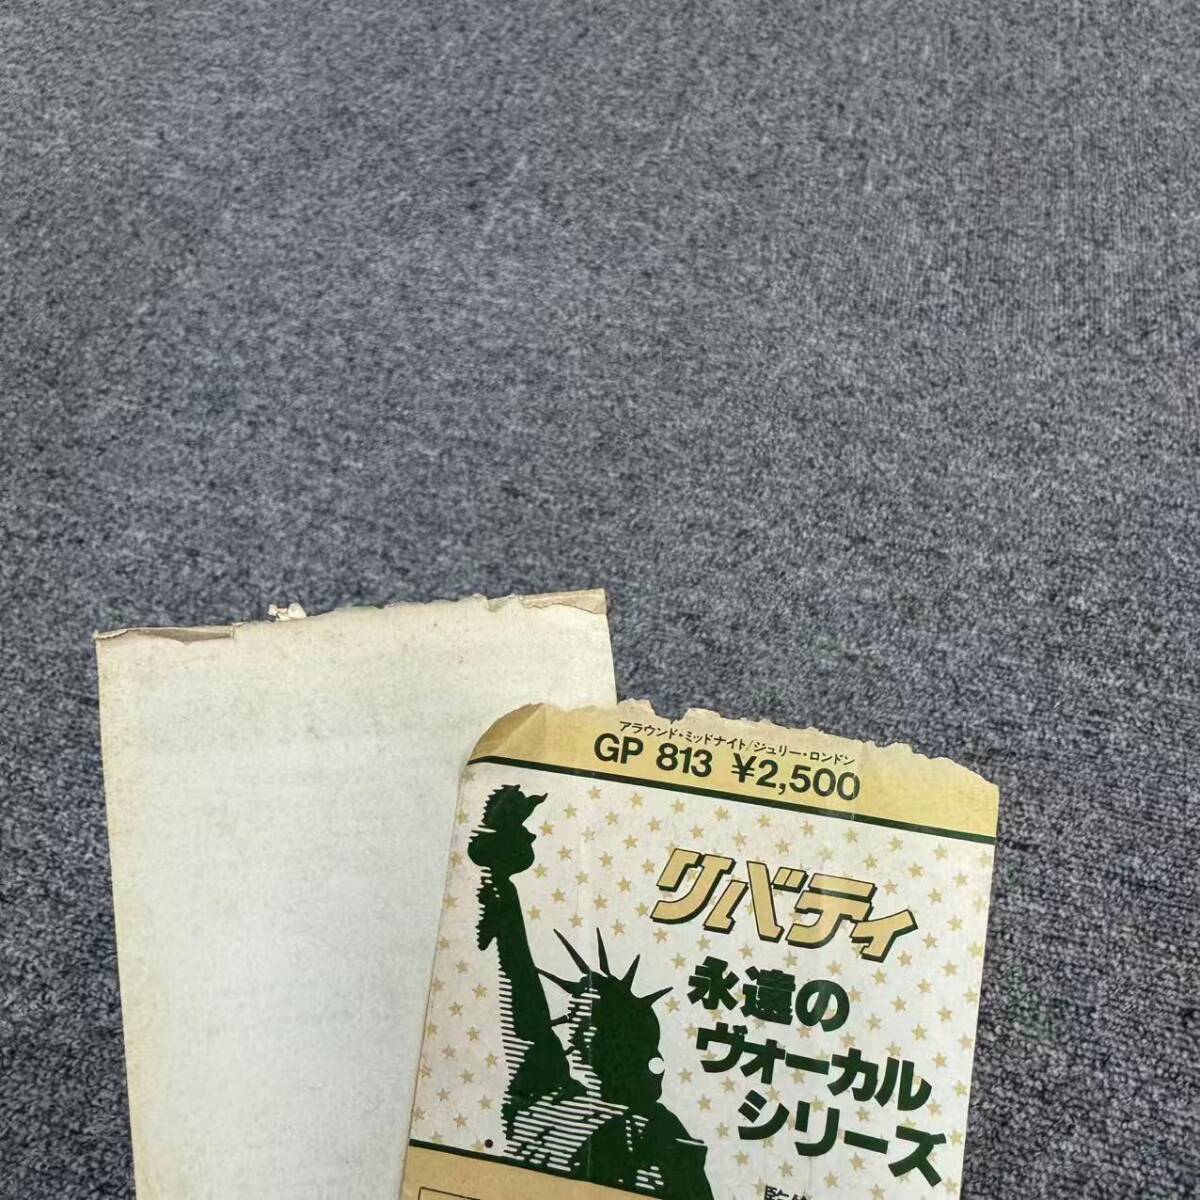 アラウンド・ミッドナイト/ジュリー・ロンドン
GP 813 ¥2,500
リバティ
永遠の
ヴォーカル
シリーズ